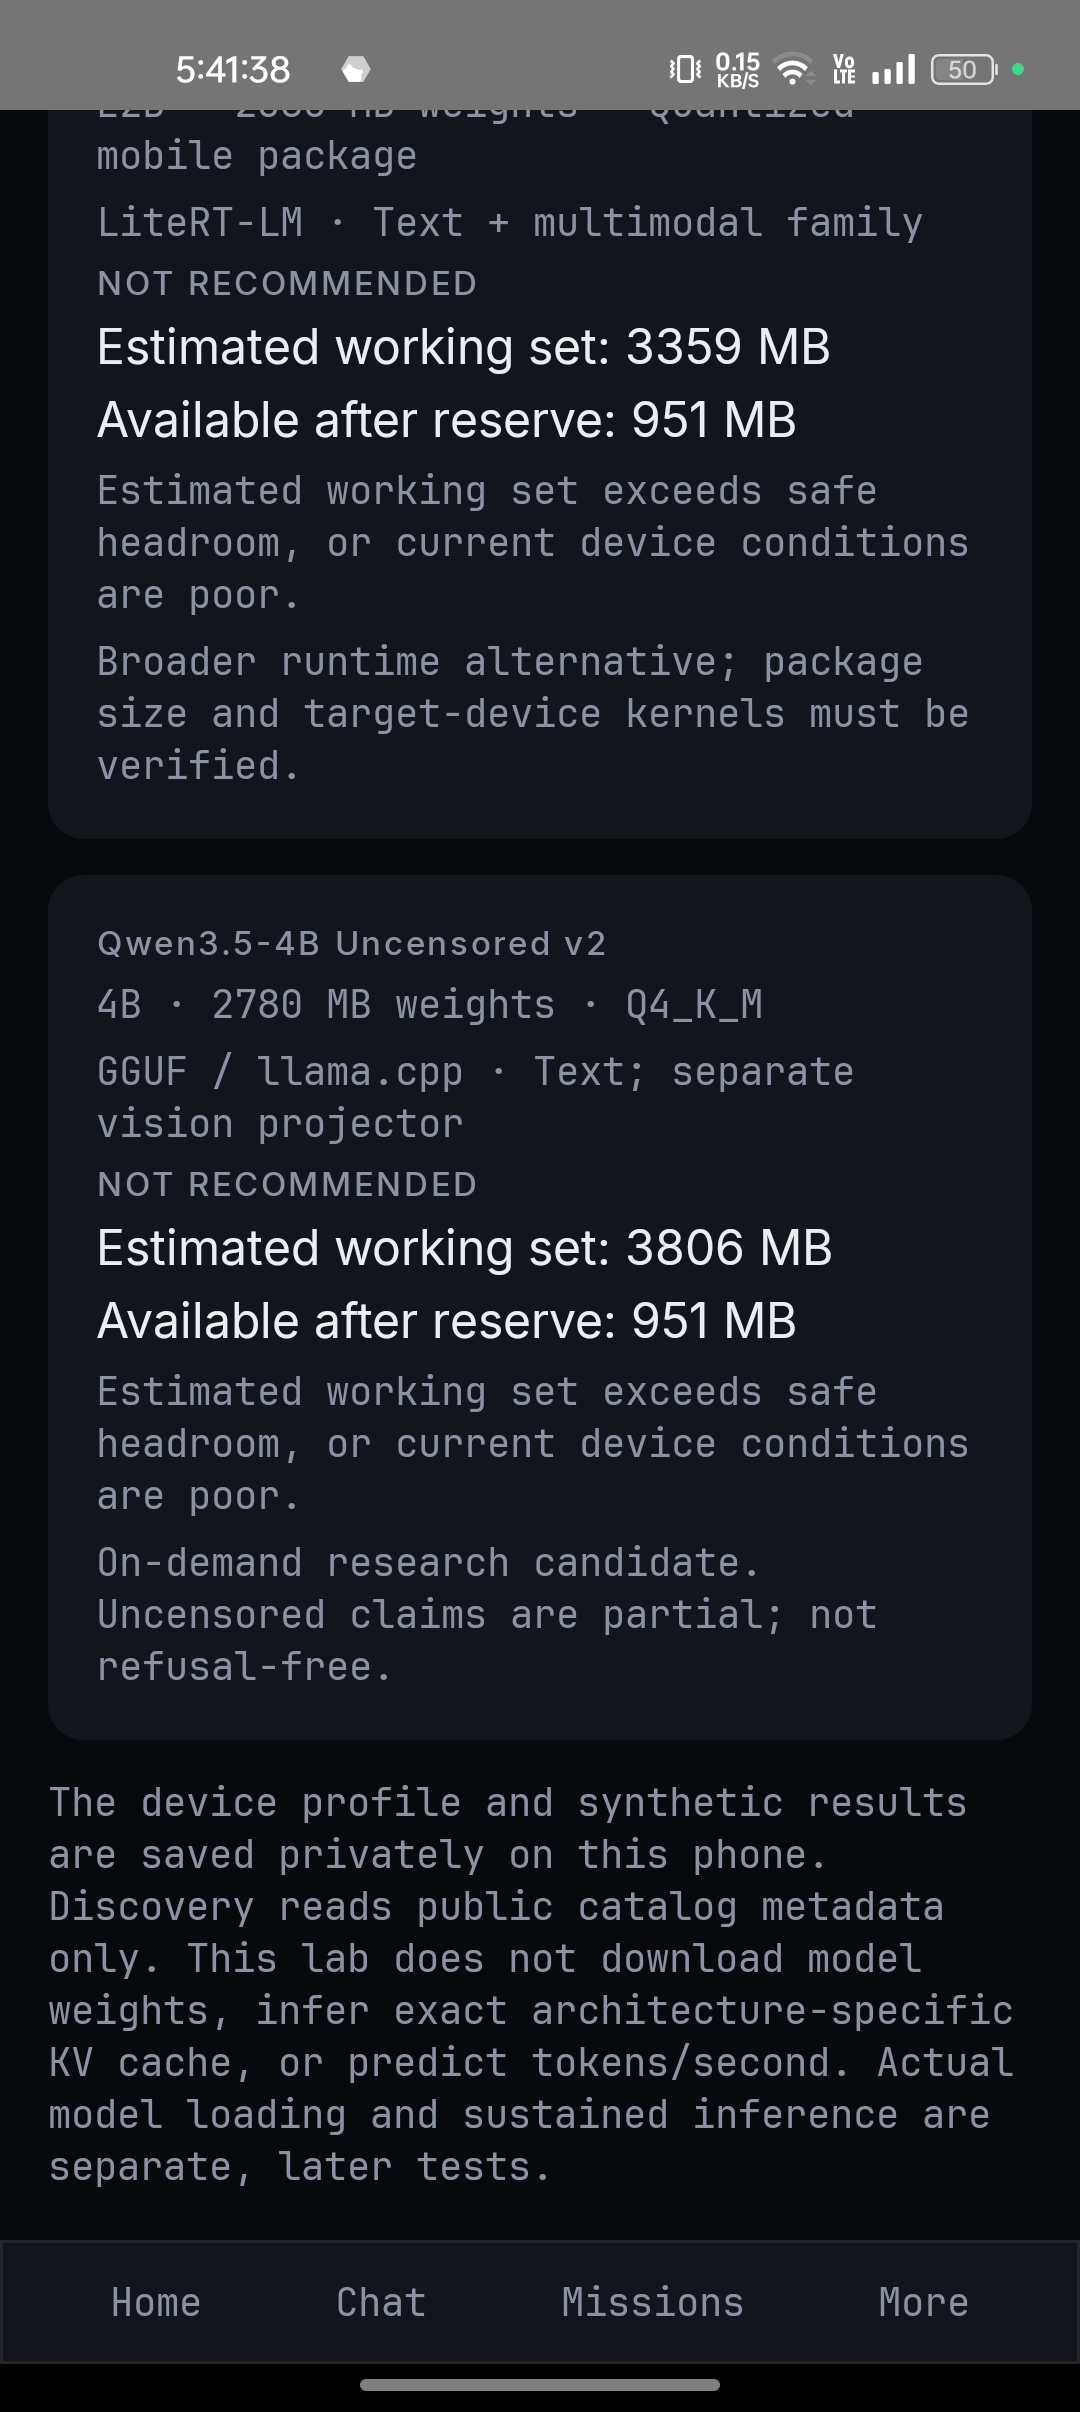 5:41:38
0.15 KB/S
Vo LTE
50
mobile package
LiteRT-LM · Text + multimodal family
NOT RECOMMENDED
Estimated working set: 3359 MB
Available after reserve: 951 MB
Estimated working set exceeds safe
headroom, or current device conditions
are poor.
Broader runtime alternative; package
size and target-device kernels must be
verified.
Qwen3.5-4B Uncensored v2
4B · 2780 MB weights · Q4_K_M
GGUF / llama.cpp · Text; separate
vision projector
NOT RECOMMENDED
Estimated working set: 3806 MB
Available after reserve: 951 MB
Estimated working set exceeds safe
headroom, or current device conditions
are poor.
On-demand research candidate.
Uncensored claims are partial; not
refusal-free.
The device profile and synthetic results
are saved privately on this phone.
Discovery reads public catalog metadata
only. This lab does not download model
weights, infer exact architecture-specific
KV cache, or predict tokens/second. Actual
model loading and sustained inference are
separate, later tests.
Home
Chat
Missions
More